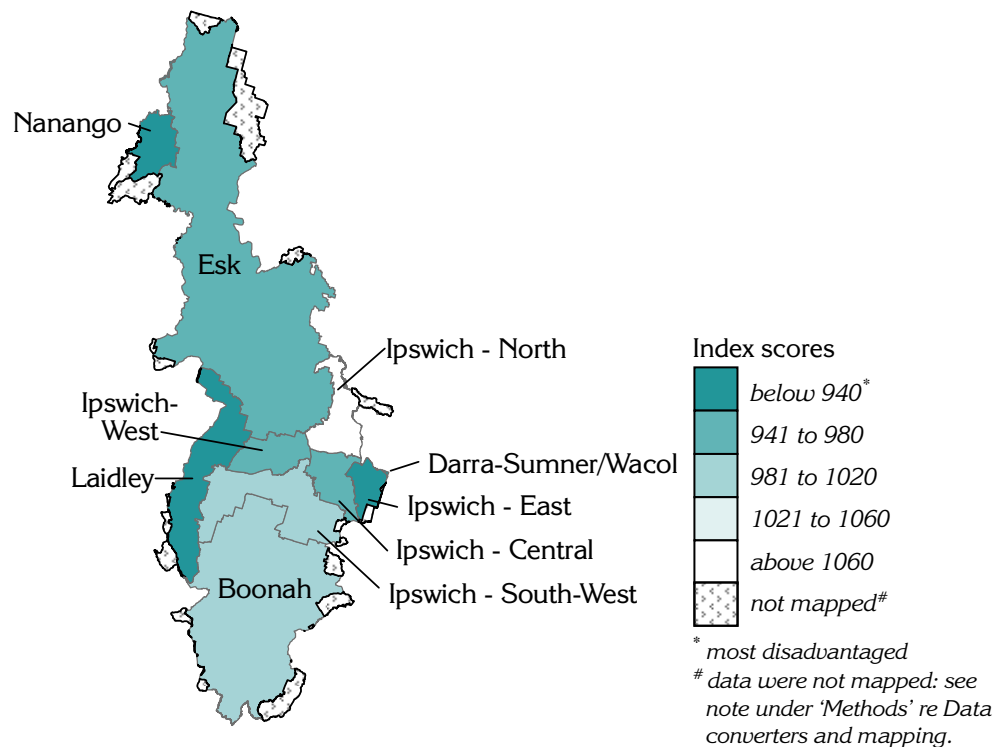 Nanango
Esk
Ipswich - North
Ipswich-
West
Laidley
Darra-Sumner/Wacol
Ipswich - East
Ipswich - Central
Ipswich - South-West
Boonah
Index scores
below 940*
941 to 980
981 to 1020
1021 to 1060
above 1060
not mapped#
* most disadvantaged
# data were not mapped: see
note under ‘Methods’ re Data
converters and mapping.